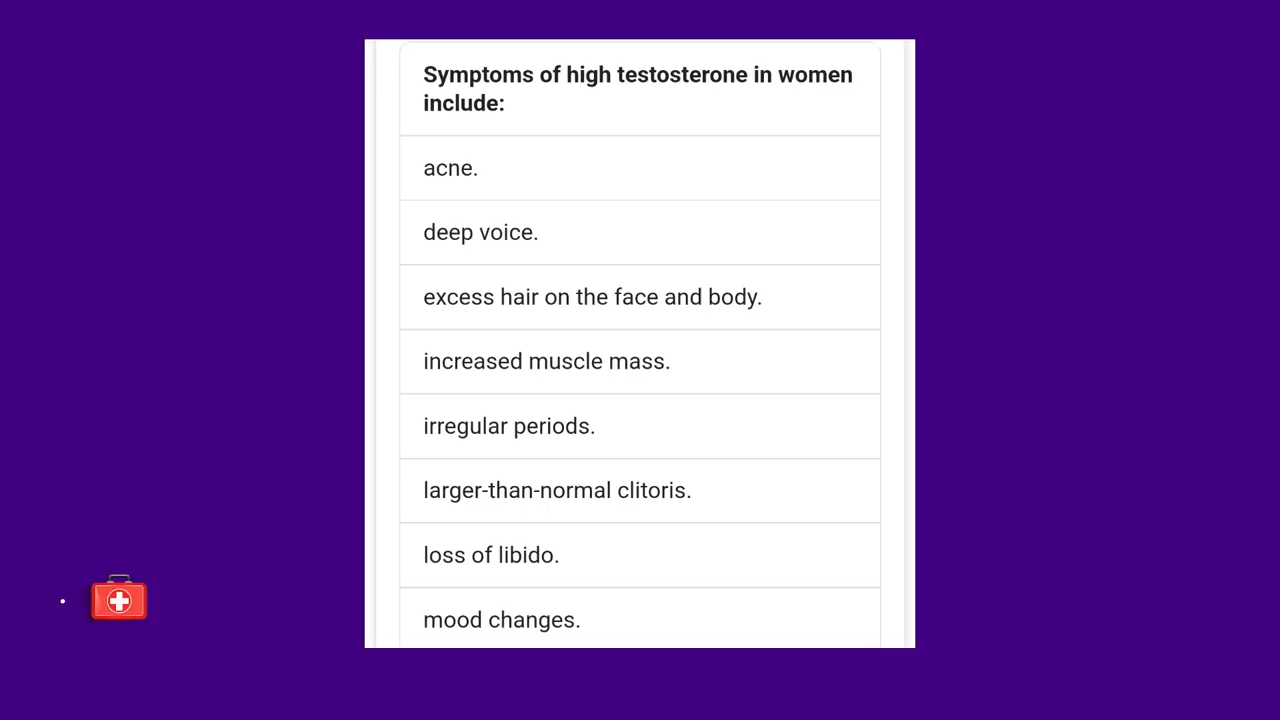 Symptoms of high testosterone in women
include:
acne.
deep voice.
excess hair on the face and body.
increased muscle mass.
irregular periods.
larger-than-normal clitoris.
loss of libido.
mood changes.